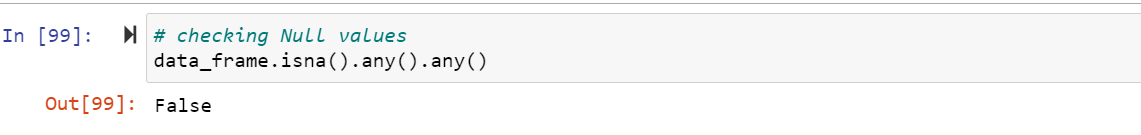 In [99]: # checking Null values
data_frame.isna().any().any()
Out[99]: False